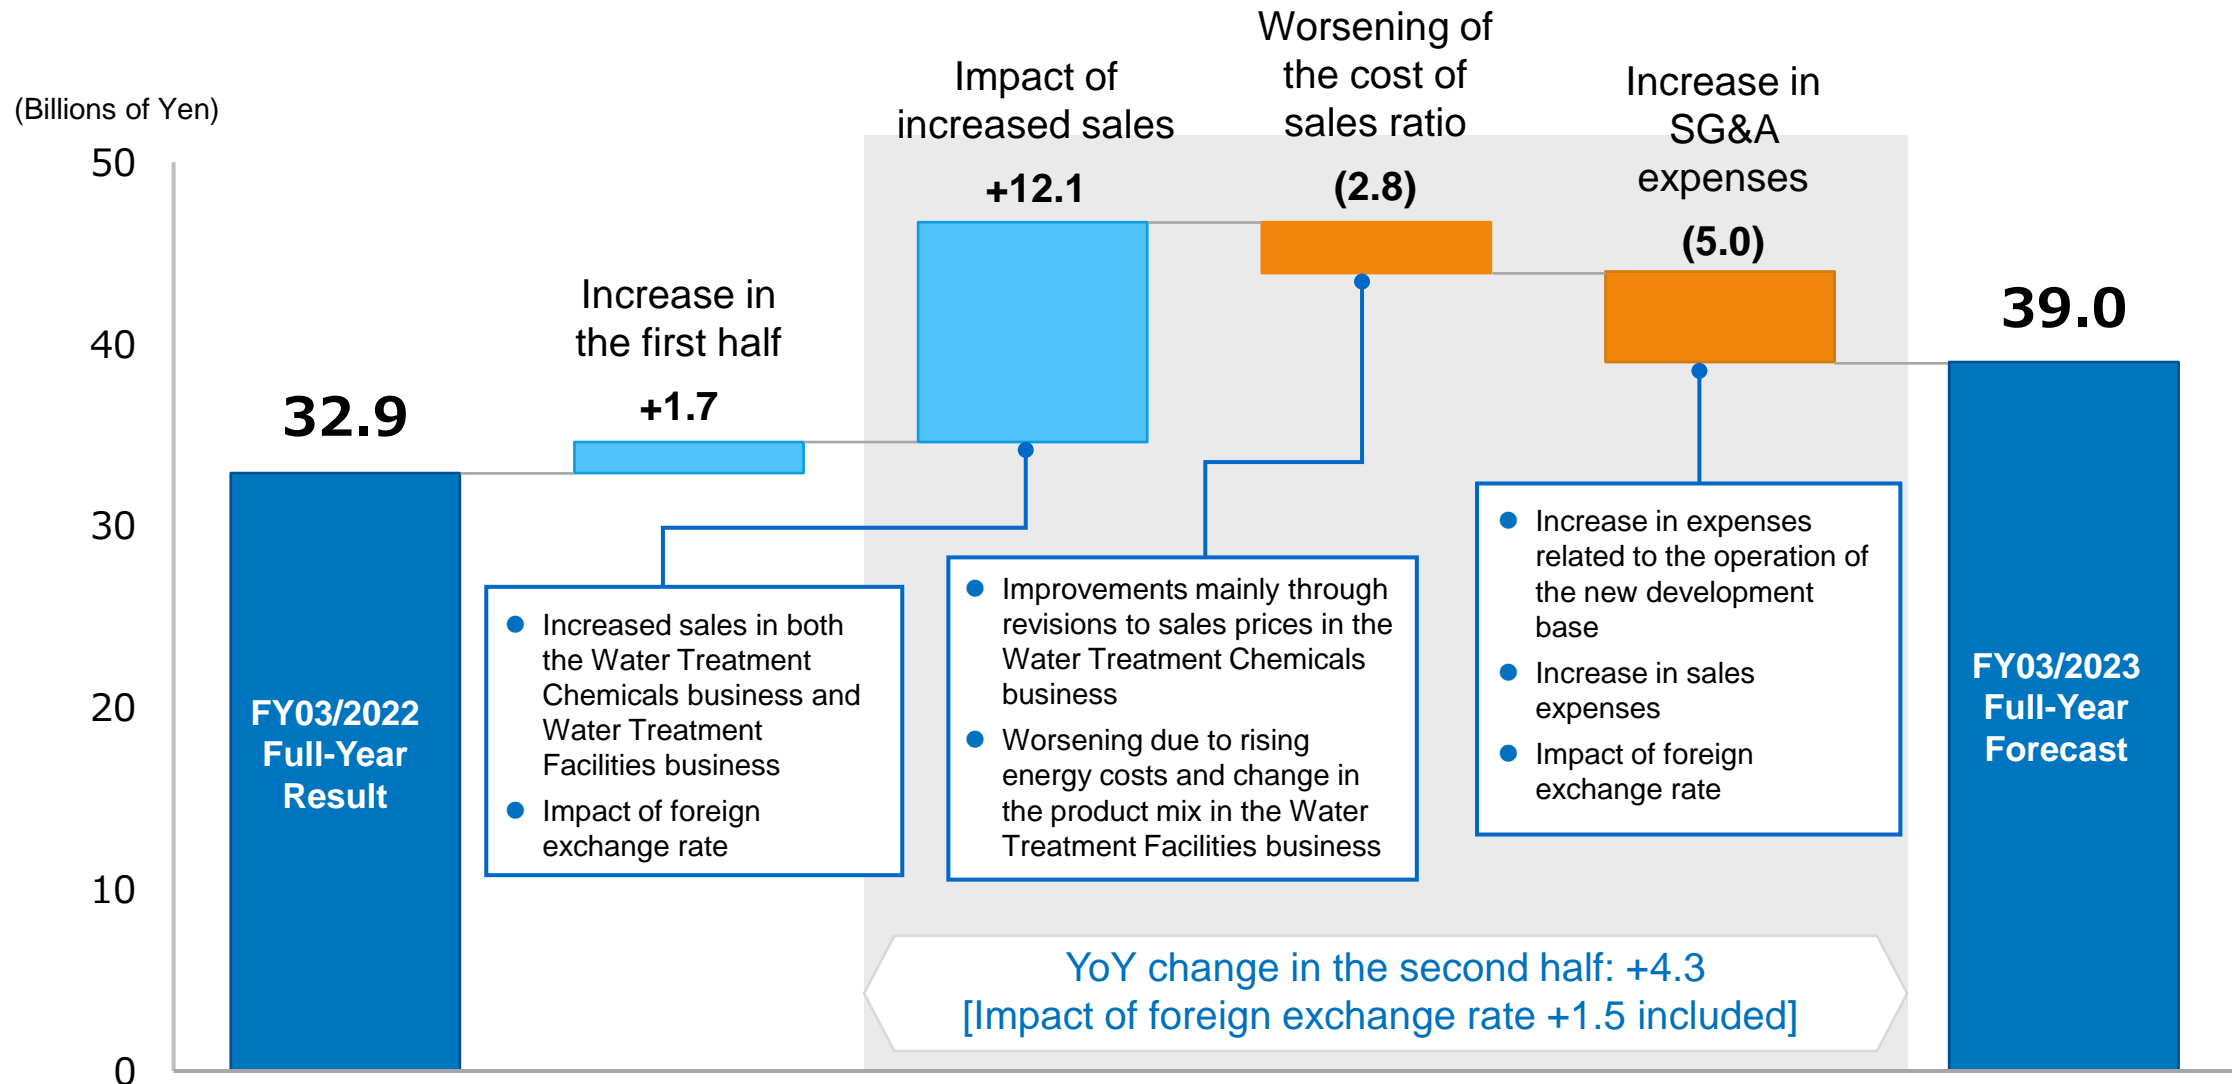 (Billions of Yen)
50
40
30
20
10
0
32.9
FY03/2022
Full-Year
Result
Increase in
the first half
+1.7
Impact of
increased sales
+12.1
Worsening of
the cost of
sales ratio
(2.8)
Increase in
SG&A
expenses
(5.0)
39.0
FY03/2023
Full-Year
Forecast
● Increased sales in both
the Water Treatment
Chemicals business and
Water Treatment
Facilities business
● Impact of foreign
exchange rate
● Improvements mainly through
revisions to sales prices in the
Water Treatment Chemicals
business
● Worsening due to rising
energy costs and change in
the product mix in the Water
Treatment Facilities business
● Increase in expenses
related to the operation of
the new development
base
● Increase in sales
expenses
● Impact of foreign
exchange rate
YoY change in the second half: +4.3
[Impact of foreign exchange rate +1.5 included]